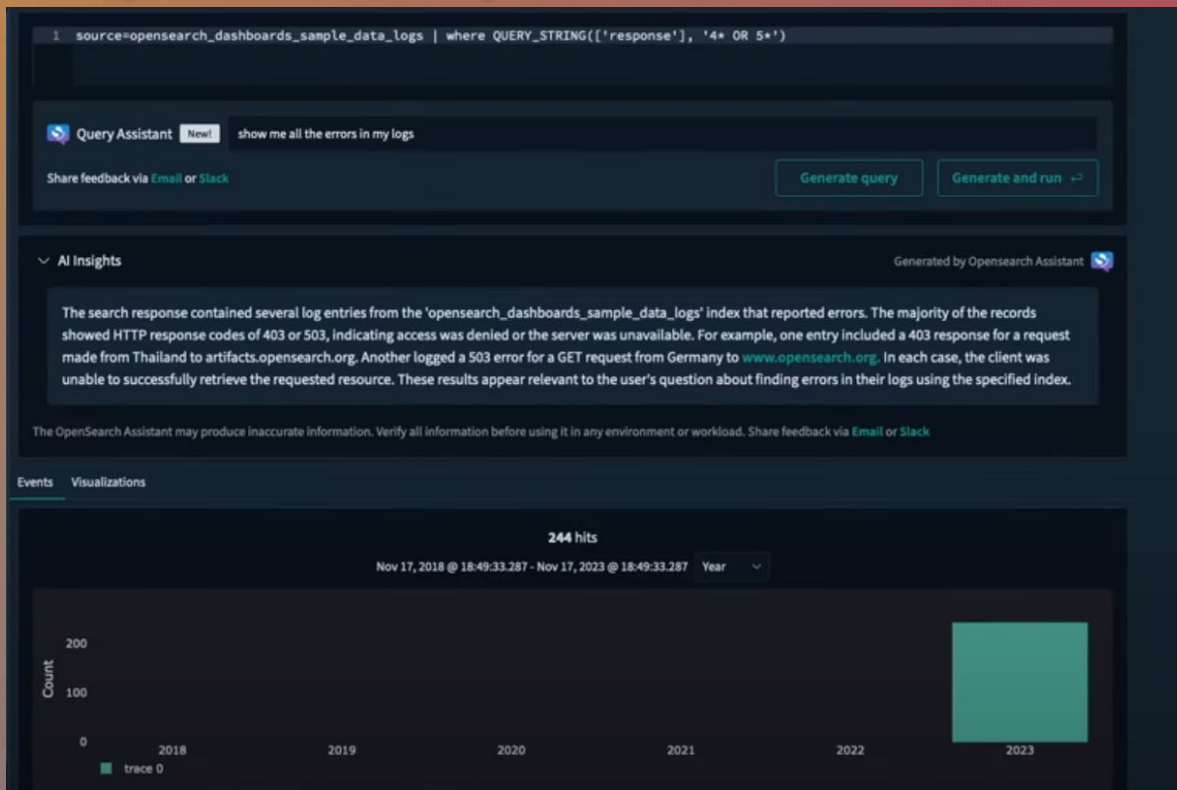 1 source=opensearch_dashboards_sample_data_logs | where QUERY_STRING(['response'], '4* OR 5*')
Query Assistant New! show me all the errors in my logs
Share feedback via Email or Slack Generate query Generate and run
AI Insights Generated by Opensearch Assistant
The search response contained several log entries from the 'opensearch_dashboards_sample_data_logs' index that reported errors. The majority of the records
showed HTTP response codes of 403 or 503, indicating access was denied or the server was unavailable. For example, one entry included a 403 response for a request
made from Thailand to artifacts.opensearch.org. Another logged a 503 error for a GET request from Germany to www.opensearch.org. In each case, the client was
unable to successfully retrieve the requested resource. These results appear relevant to the user's question about finding errors in their logs using the specified index.
The OpenSearch Assistant may produce inaccurate information. Verify all information before using it in any environment or workload. Share feedback via Email or Slack
Events Visualizations
244 hits
Nov 17, 2018 @ 18:49:33.287 - Nov 17, 2023 @ 18:49:33.287 Year
200
Count
100
0
2018 2019 2020 2021 2022 2023
trace 0